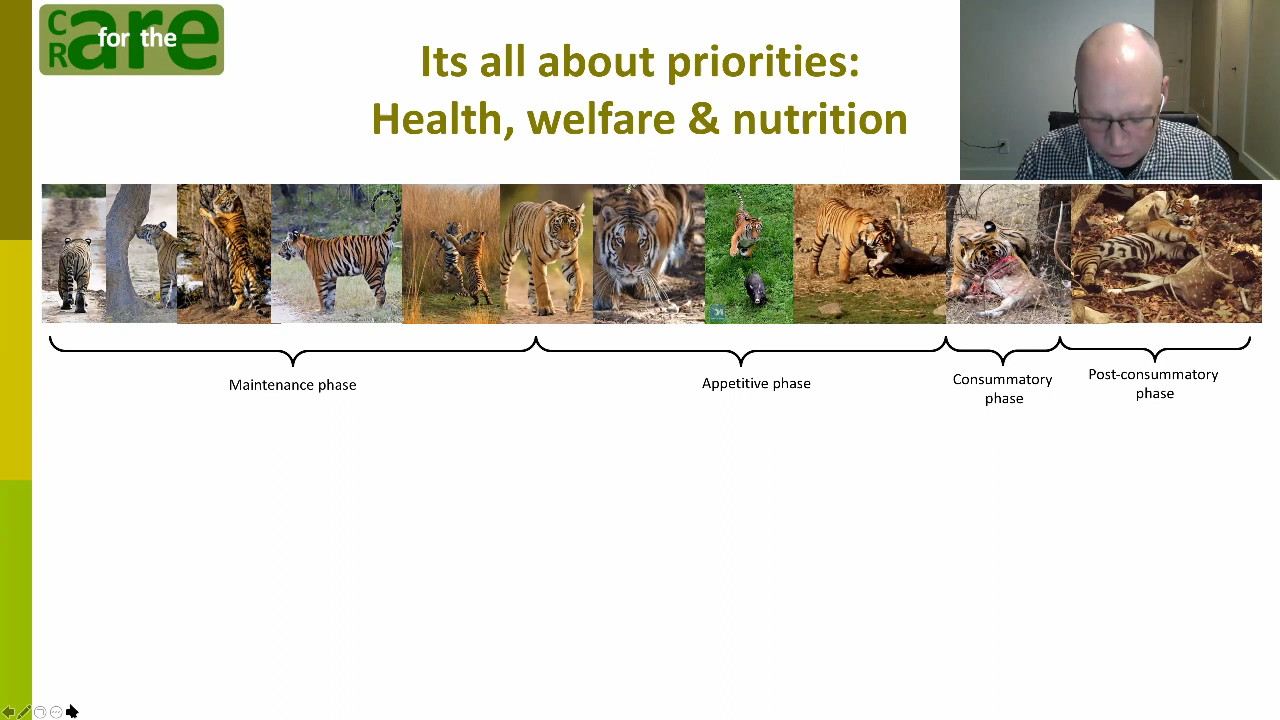 Care
Rare
for the
Its all about priorities:
Health, welfare & nutrition
Maintenance phase
Appetitive phase
Consummatory
phase
Post-consummatory
phase